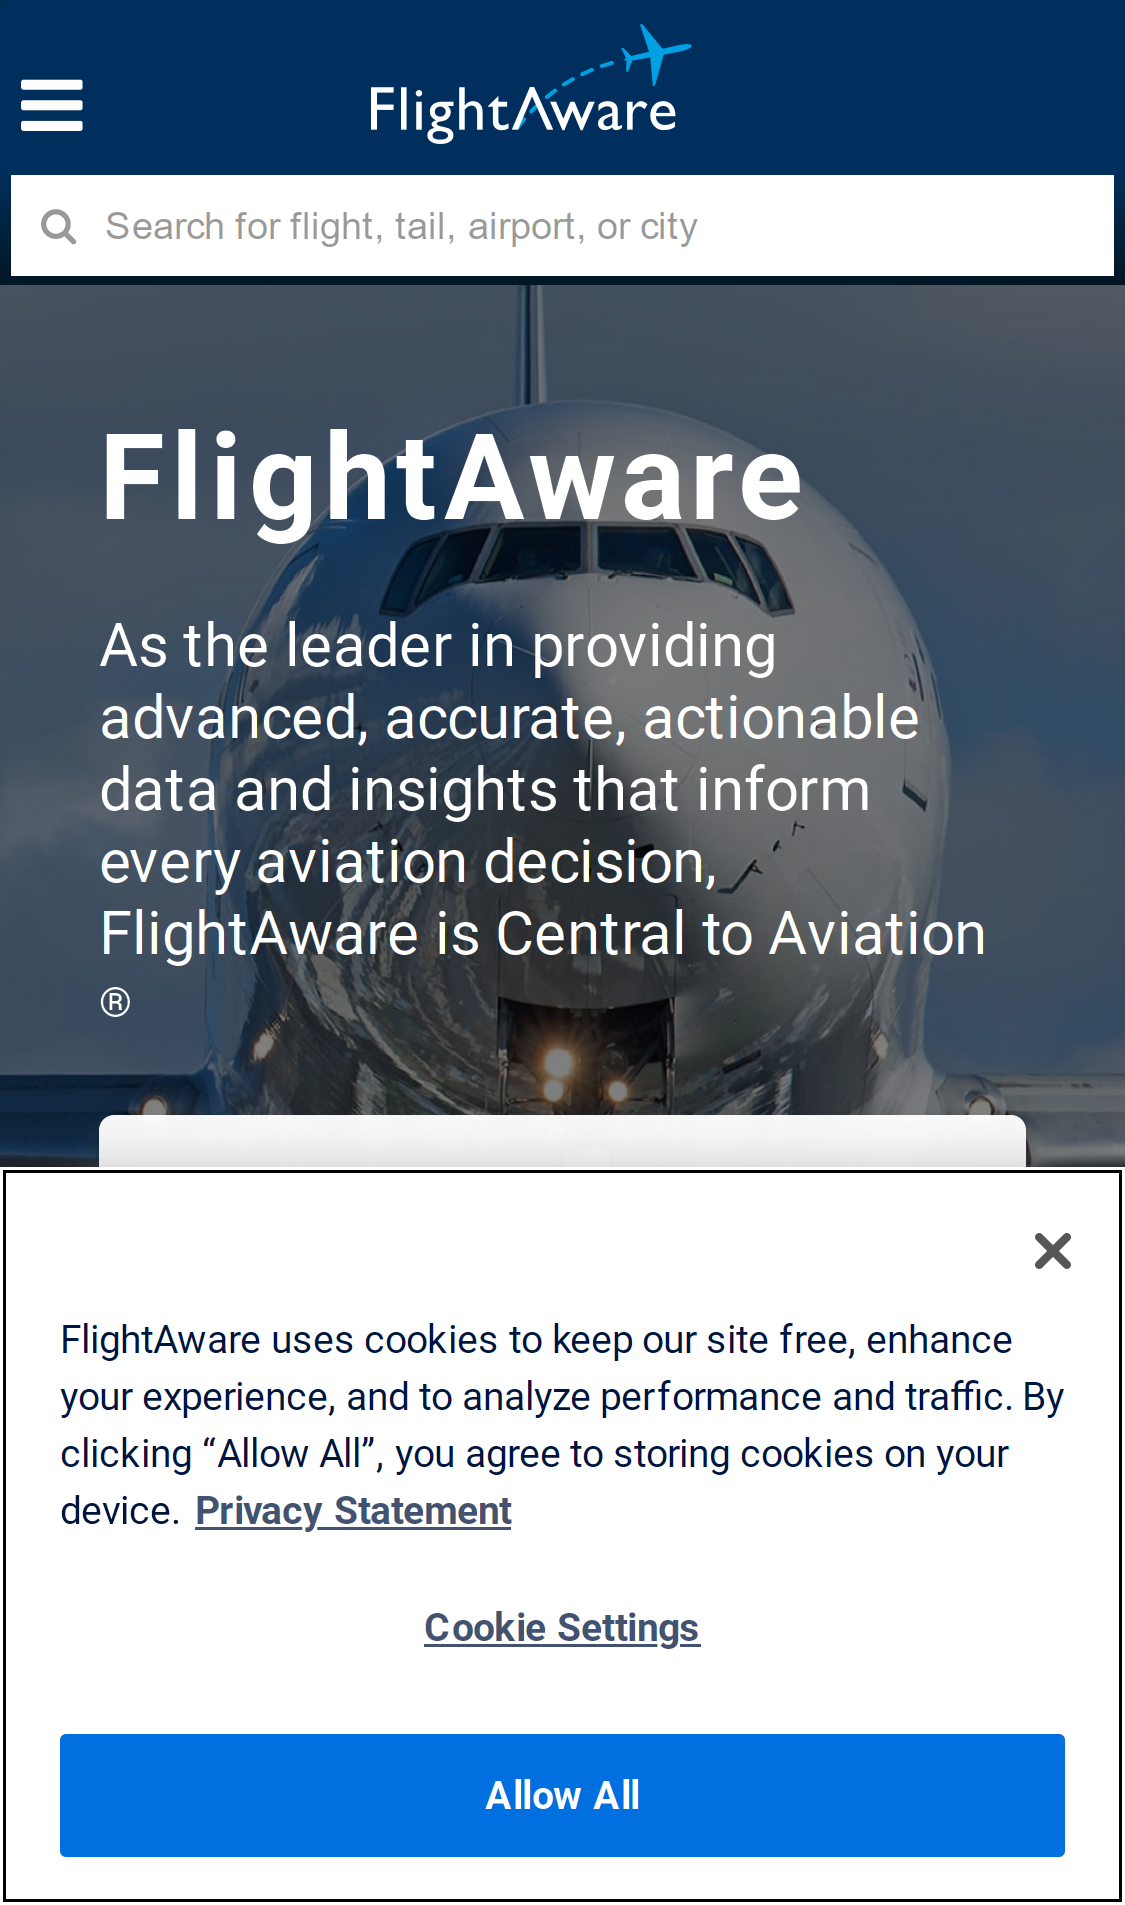 FlightAware
Search for flight, tail, airport, or city
FlightAware
As the leader in providing
advanced, accurate, actionable
data and insights that inform
every aviation decision,
FlightAware is Central to Aviation
®
FlightAware uses cookies to keep our site free, enhance
your experience, and to analyze performance and traffic. By
clicking “Allow All”, you agree to storing cookies on your
device. Privacy Statement
Cookie Settings
Allow All